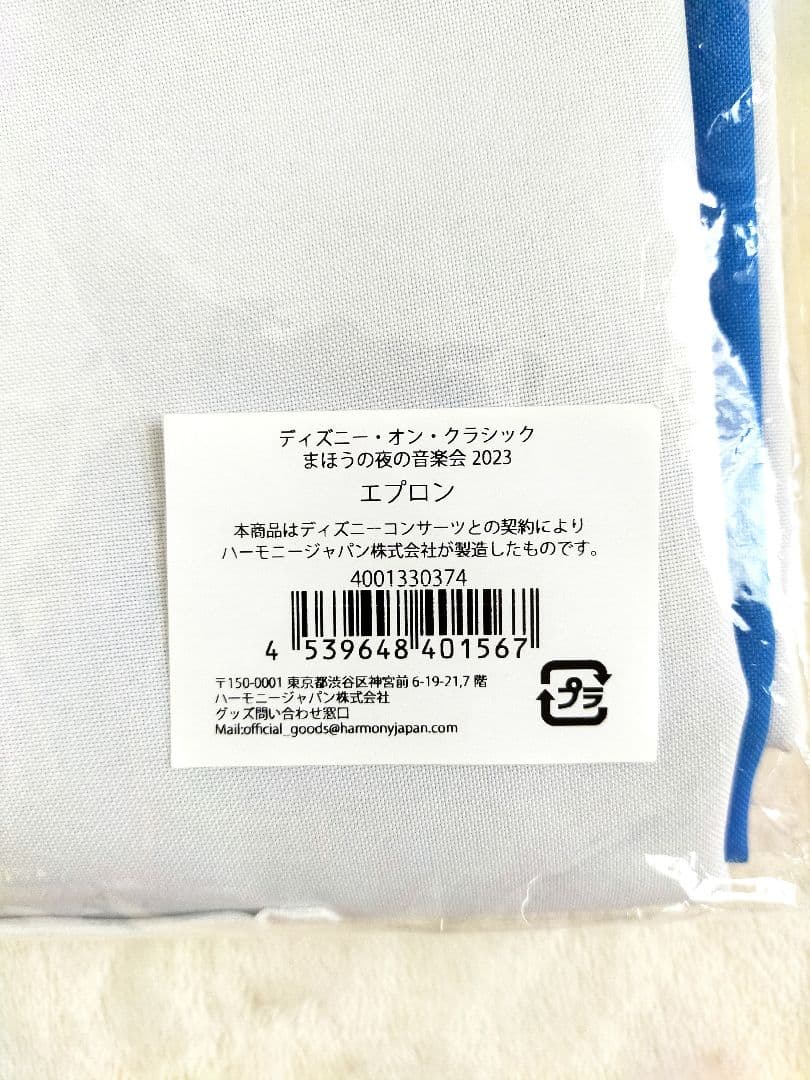 ディズニー・オン・クラシック
まほうの夜の音楽会 2023
エプロン
本商品はディズニーコンサーツとの契約により
ハーモニージャパン株式会社が製造したものです。
4001330374
4 539648 401567
〒150-0001 東京都渋谷区神宮前 6-19-21,7 階
ハーモニージャパン株式会社
グッズ問い合わせ窓口
Mail:official_goods@harmonyjapan.com
プラ